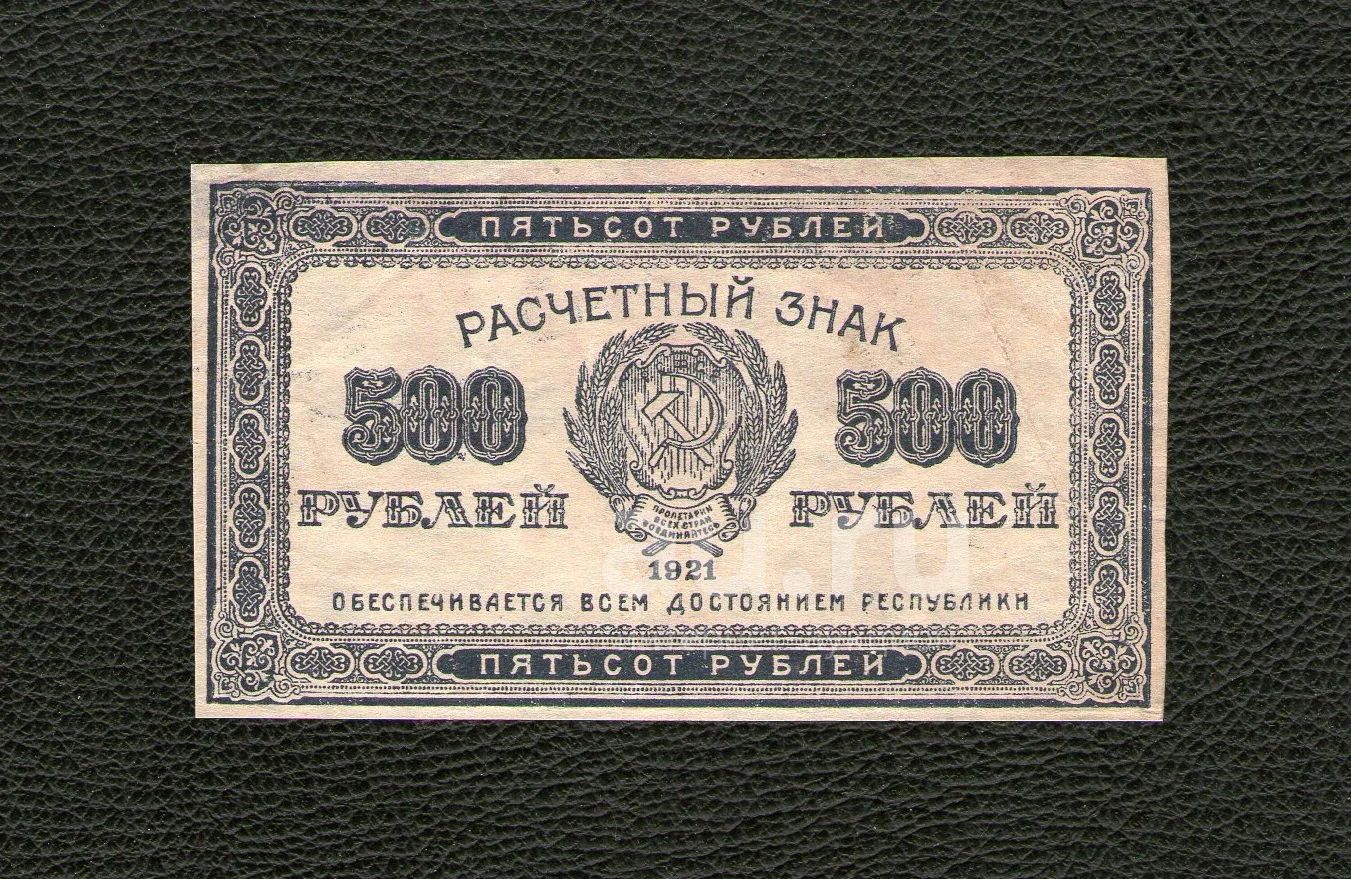 ПЯТЬСОТ РУБЛЕЙ
РАСЧЕТНЫЙ ЗНАК
500 500
РУБЛЕЙ РУБЛЕЙ
ПРОЛЕТАРИИ
ВСЕХ СТРАН
СОЕДИНЯЙТЕСЬ
1921
ОБЕСПЕЧИВАЕТСЯ ВСЕМ ДОСТОЯНИЕМ РЕСПУБЛИКИ
ПЯТЬСОТ РУБЛЕЙ